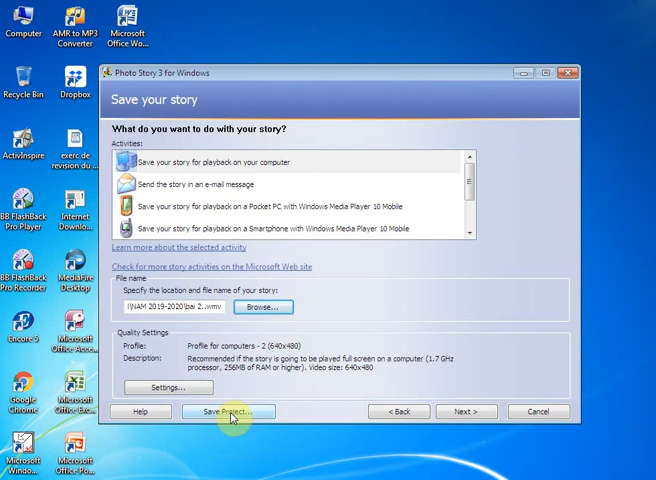 Computer
AMR to MP3
Converter
Microsoft
Office Wo...
Recycle Bin
Dropbox
ActivInspire
exerc de
revision du ...
BB FlashBack
Pro Player
Internet
Downlo...
BB FlashBack
Pro Recorder
MediaFire
Desktop
Encore 5
Microsoft
Office Acce...
Google
Chrome
Microsoft
Office Exc...
Microsoft
Windo...
Microsoft
Office Po...
Photo Story 3 for Windows
Save your story
What do you want to do with your story?
Activities:
Save your story for playback on your computer
Send the story in an e-mail message
Save your story for playback on a Pocket PC with Windows Media Player 10 Mobile
Save your story for playback on a Smartphone with Windows Media Player 10 Mobile
Learn more about the selected activity
Check for more story activities on the Microsoft Web site
File name
Specify the location and file name of your story:
\NAM 2019-2020\bai 2..wmv
Browse...
Quality Settings
Profile: Profile for computers - 2 (640x480)
Description: Recommended if the story is going to be played full screen on a computer (1.7 GHz
processor, 256MB of RAM or higher). Video size: 640x480
Settings...
Help
Save Project...
< Back
Next >
Cancel